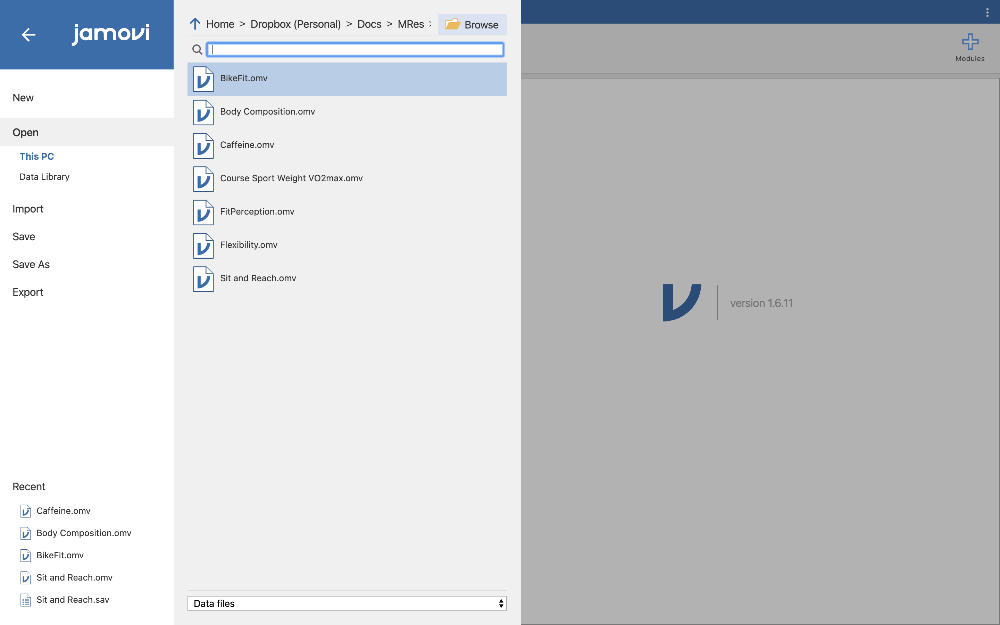 jamovi
New
Open
This PC
Data Library
Import
Save
Save As
Export
Recent
Caffeine.omv
Body Composition.omv
BikeFit.omv
Sit and Reach.omv
Sit and Reach.sav
Home > Dropbox (Personal) > Docs > MRes >
Browse
BikeFit.omv
Body Composition.omv
Caffeine.omv
Course Sport Weight VO2max.omv
FitPerception.omv
Flexibility.omv
Sit and Reach.omv
Data files
Modules
version 1.6.11